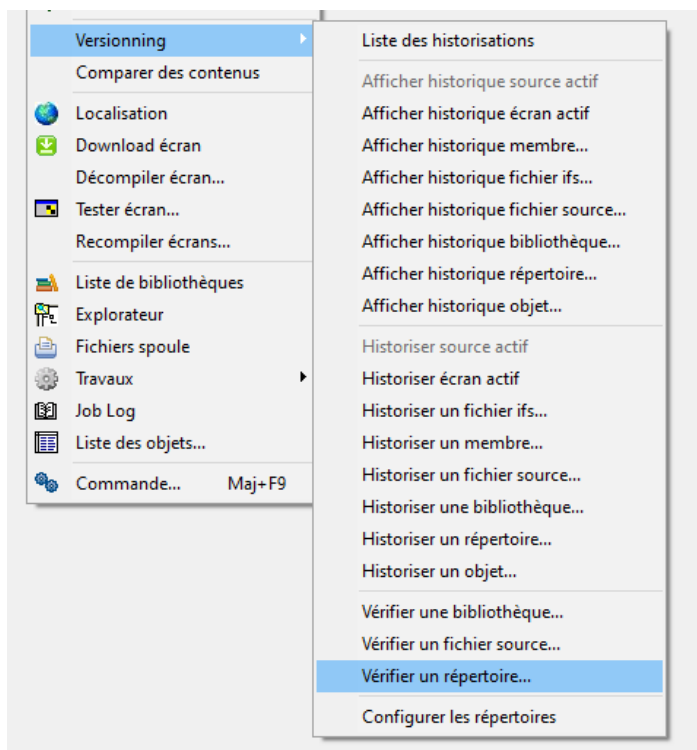 Versionning
Comparer des contenus
Localisation
Download écran
Décompiler écran...
Tester écran...
Recompiler écrans...
Liste de bibliothèques
Explorateur
Fichiers spoule
Travaux
Job Log
Liste des objets...
Commande... Maj+F9
Liste des historisations
Afficher historique source actif
Afficher historique écran actif
Afficher historique membre...
Afficher historique fichier ifs...
Afficher historique fichier source...
Afficher historique bibliothèque...
Afficher historique répertoire...
Afficher historique objet...
Historiser source actif
Historiser écran actif
Historiser un fichier ifs...
Historiser un membre...
Historiser un fichier source...
Historiser une bibliothèque...
Historiser un répertoire...
Historiser un objet...
Vérifier une bibliothèque...
Vérifier un fichier source...
Vérifier un répertoire...
Configurer les répertoires